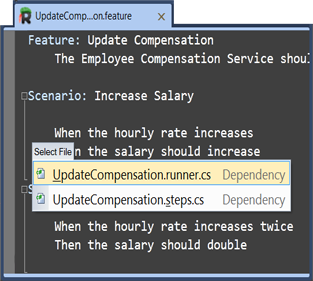 UpdateComp...on.feature
Feature: Update Compensation
The Employee Compensation Service shoul
Scenario: Increase Salary
When the hourly rate increases
the salary should increase
Select File
UpdateCompensation.runner.cs Dependency
UpdateCompensation.steps.cs Dependency
When the hourly rate increases twice
Then the salary should double